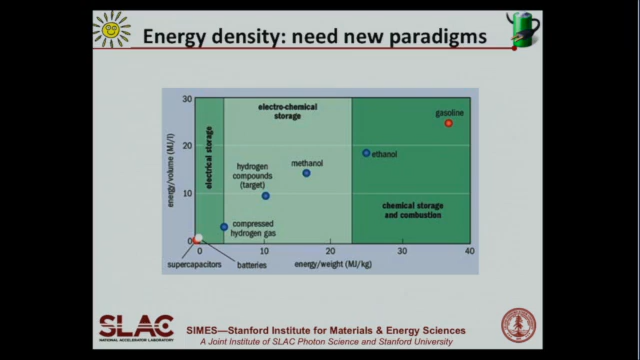 Energy density: need new paradigms
30
20
10
0
energy/volume (MJ/l)
electrical storage
electro-chemical
storage
gasoline
ethanol
methanol
hydrogen
compounds
(target)
compressed
hydrogen gas
chemical storage
and combustion
0
10
20
30
40
supercapacitors
batteries
energy/weight (MJ/kg)
SLAC
NATIONAL ACCELERATOR LABORATORY
SIMES—Stanford Institute for Materials & Energy Sciences
A Joint Institute of SLAC Photon Science and Stanford University